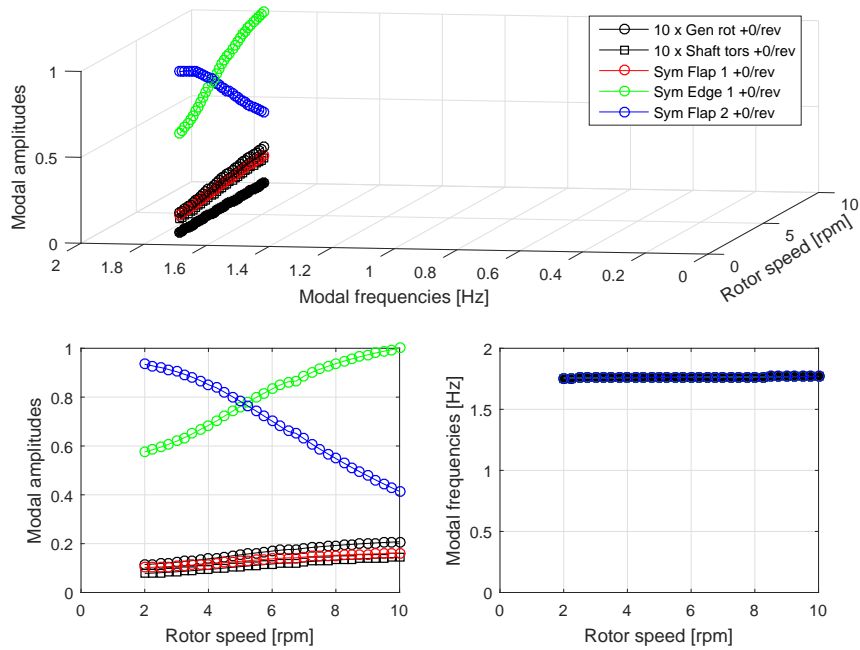 10 x Gen rot +0/rev
10 x Shaft tors +0/rev
Sym Flap 1 +0/rev
Sym Edge 1 +0/rev
Sym Flap 2 +0/rev
Modal amplitudes
1
0.5
0
2
1.8
1.6
1.4
1.2
1
0.8
0.6
0.4
0.2
0
Modal frequencies [Hz]
0
5
10
Rotor speed [rpm]
Modal amplitudes
1
0.8
0.6
0.4
0.2
0
0 2 4 6 8 10
Rotor speed [rpm]
Modal frequencies [Hz]
2
1.5
1
0.5
0
0 2 4 6 8 10
Rotor speed [rpm]